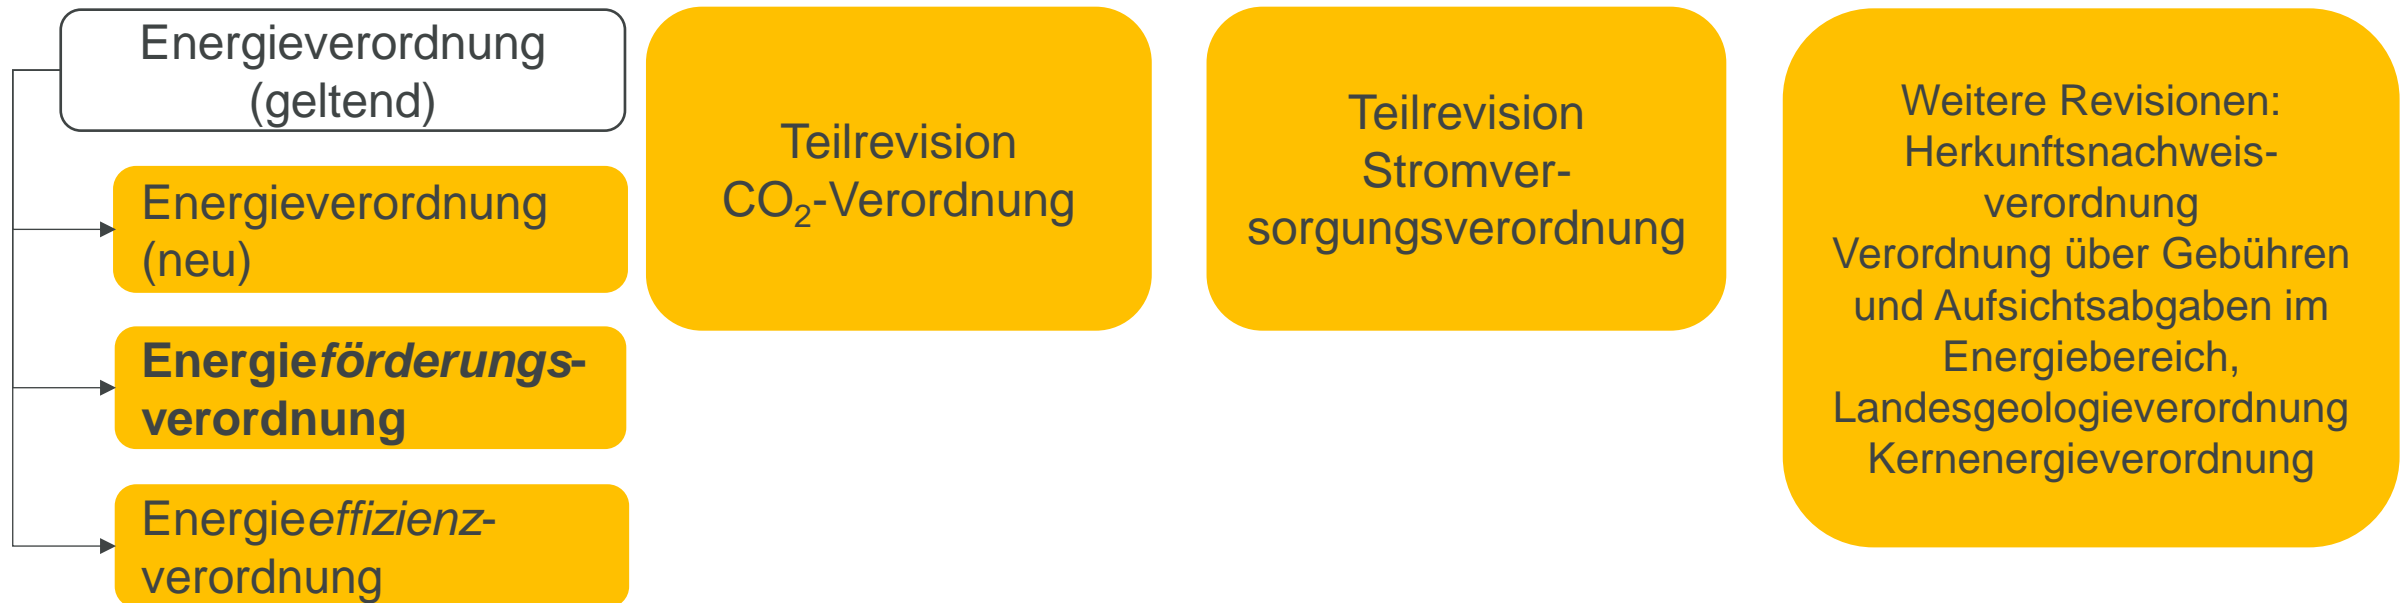 Energieverordnung
(geltend)
Energieverordnung
(neu)
Energieförderungs-
verordnung
Energieeffizienz-
verordnung
Teilrevision
CO₂-Verordnung
Teilrevision
Stromver-
sorgungsverordnung
Weitere Revisionen:
Herkunftsnachweis-
verordnung
Verordnung über Gebühren
und Aufsichtsabgaben im
Energiebereich,
Landesgeologieverordnung
Kernenergieverordnung